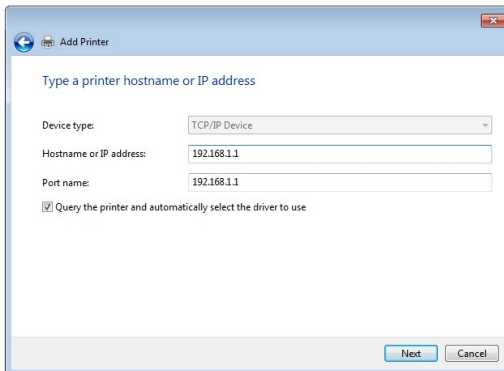 Add Printer
Type a printer hostname or IP address
Device type: TCP/IP Device
Hostname or IP address: 192.168.1.1
Port name: 192.168.1.1
Query the printer and automatically select the driver to use
Next Cancel